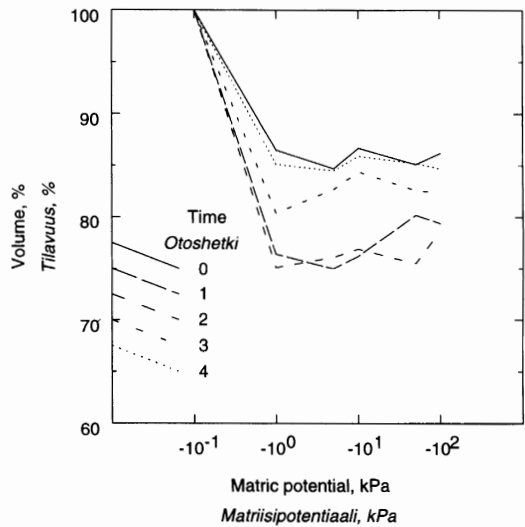 100
90
80
70
60
Volume, %
Tilavuus, %
Time
Otoshetki
0
1
2
3
4
-10⁻¹
-10⁰
-10¹
-10²
Matric potential, kPa
Matriisipotentiaali, kPa